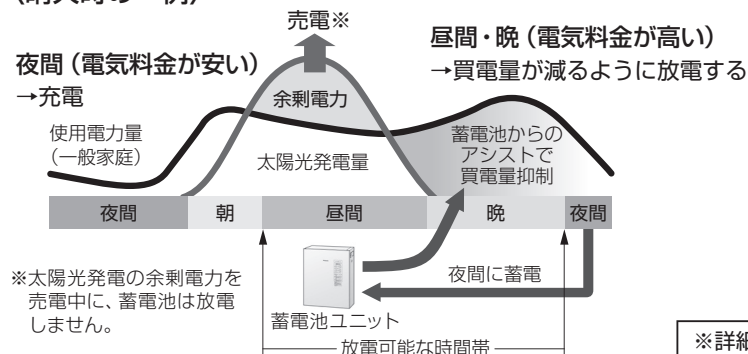 売電※
昼間・晩（電気料金が高い）
→買電量が減るように放電する
夜間（電気料金が安い）
→充電
余剰電力
使用電力量
（一般家庭）
太陽光発電量
蓄電池からの
アシストで
買電量抑制
夜間 朝 昼間 晩 夜間
※太陽光発電の余剰電力を
売電中に、蓄電池は放電
しません。
夜間に蓄電
蓄電池ユニット
放電可能な時間帯
※詳細